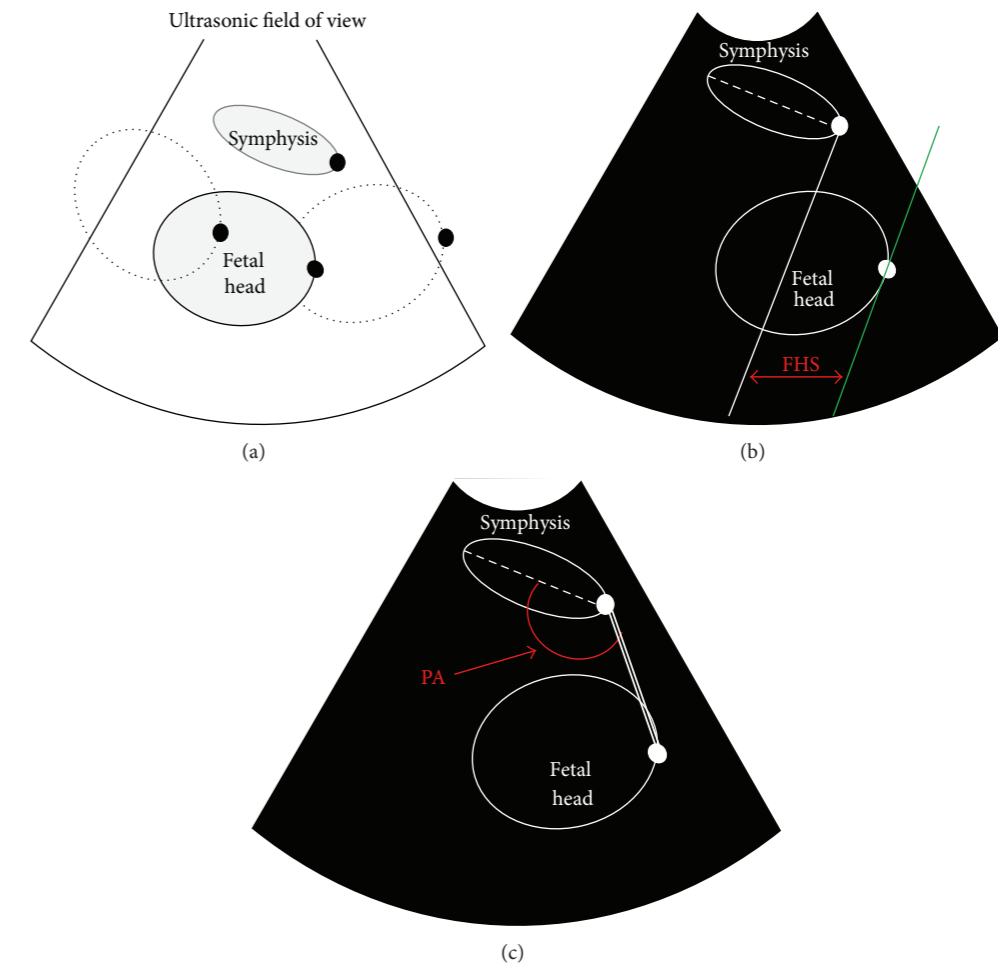 Ultrasonic field of view
Symphysis
Fetal
head
(a)
Symphysis
Fetal
head
FHS
(b)
Symphysis
PA
Fetal
head
(c)